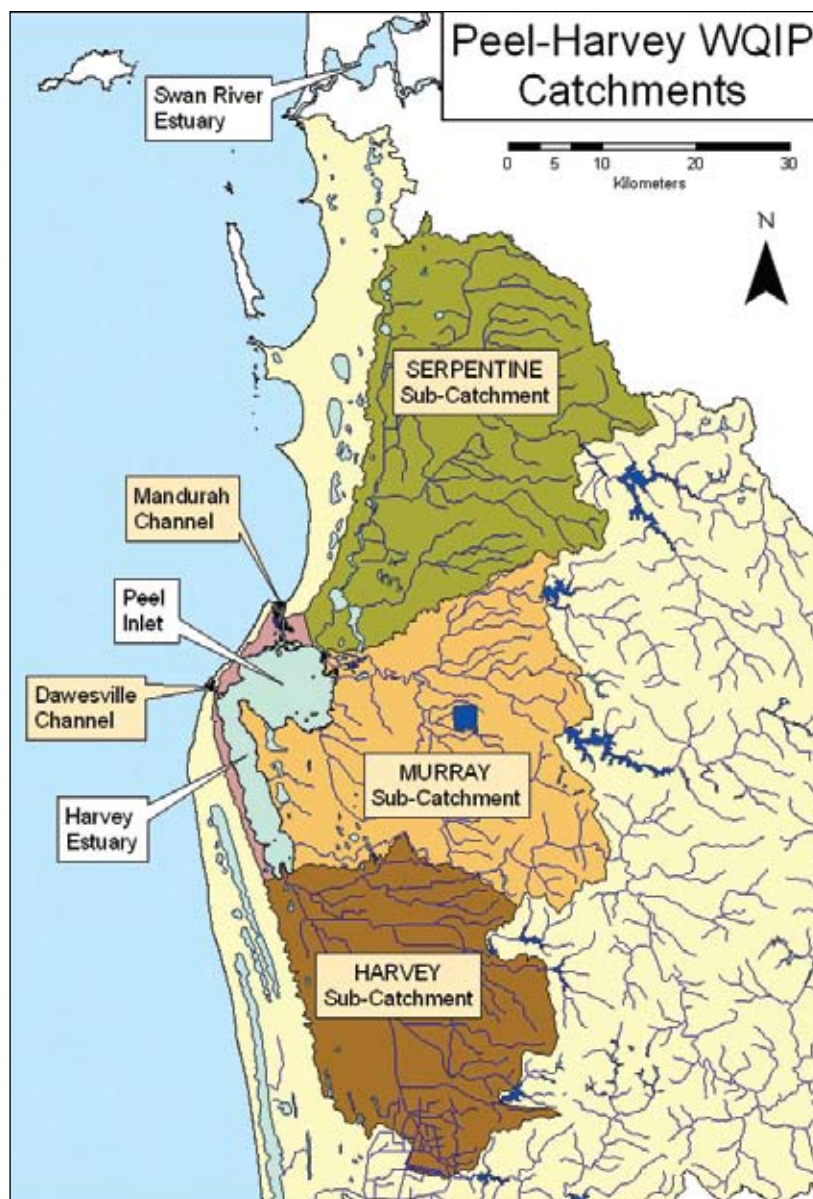 Peel-Harvey WQIP
Catchments
0 5 10 20 30
Kilometers
N
Swan River
Estuary
SERPENTINE
Sub-Catchment
Mandurah
Channel
Peel
Inlet
Dawesville
Channel
MURRAY
Sub-Catchment
Harvey
Estuary
HARVEY
Sub-Catchment